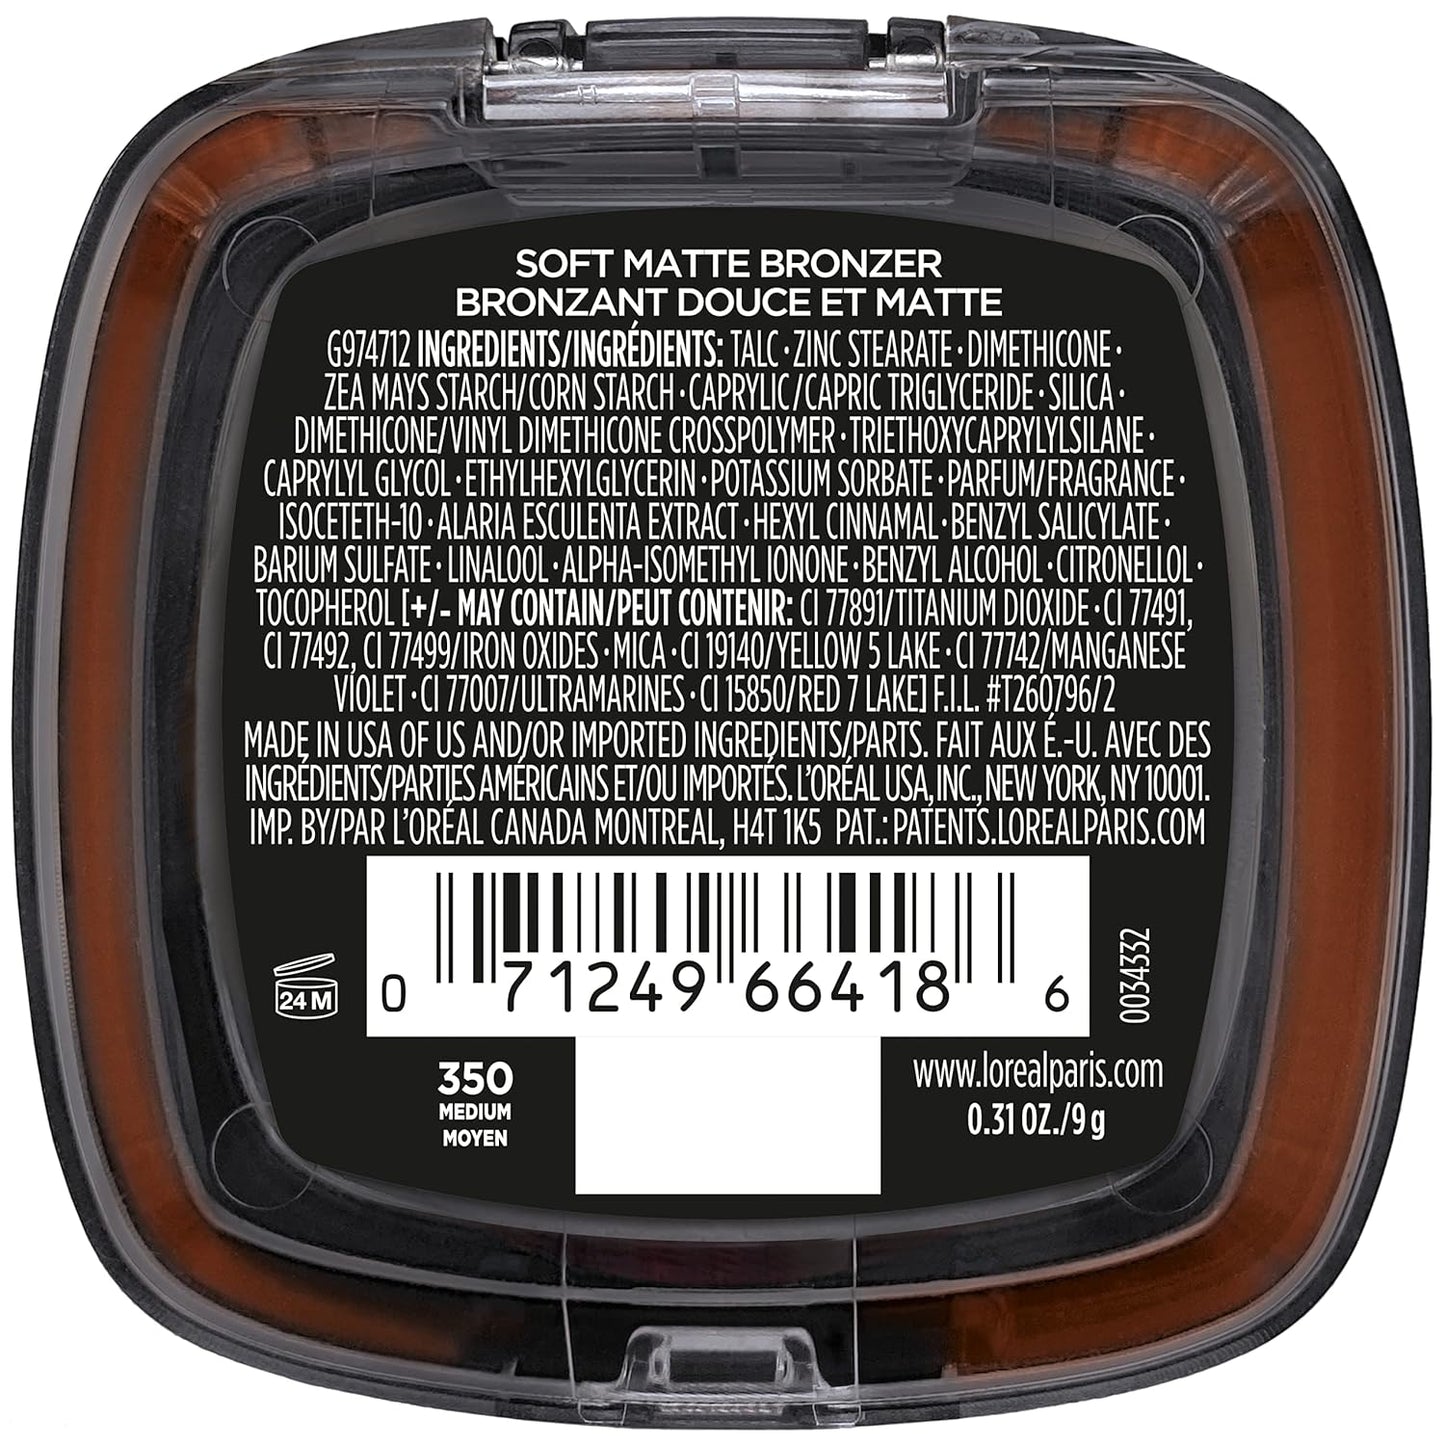 SOFT MATTE BRONZER
BRONZANT DOUCE ET MATTE
G974712 INGREDIENTS/INGRÉDIENTS: TALC · ZINC STEARATE · DIMETHICONE ·
ZEA MAYS STARCH/CORN STARCH · CAPRYLIC/CAPRIC TRIGLYCERIDE · SILICA ·
DIMETHICONE/VINYL DIMETHICONE CROSSPOLYMER · TRIETHOXYCAPRYLYLSILANE ·
CAPRYLYL GLYCOL · ETHYLHEXYLGLYCERIN · POTASSIUM SORBATE · PARFUM/FRAGRANCE ·
ISOCETETH-10 · ALARIA ESCULENTA EXTRACT · HEXYL CINNAMAL · BENZYL SALICYLATE ·
BARIUM SULFATE · LINALOOL · ALPHA-ISOMETHYL IONONE · BENZYL ALCOHOL · CITRONELLOL ·
TOCOPHEROL [+/- MAY CONTAIN/PEUT CONTENIR: CI 77891/TITANIUM DIOXIDE · CI 77491,
CI 77492, CI 77499/IRON OXIDES · MICA · CI 19140/YELLOW 5 LAKE · CI 77742/MANGANESE
VIOLET · CI 77007/ULTRAMARINES · CI 15850/RED 7 LAKE] F.I.L. #T260796/2
MADE IN USA OF US AND/OR IMPORTED INGREDIENTS/PARTS. FAIT AUX É.-U. AVEC DES
INGRÉDIENTS/PARTIES AMÉRICAINS ET/OU IMPORTÉS. L'ORÉAL USA, INC., NEW YORK, NY 10001.
IMP. BY/PAR L'ORÉAL CANADA MONTREAL, H4T 1K5 PAT.: PATENTS.LOREALPARIS.COM
24 M
0 71249 66418 6
0034332
350
MEDIUM
MOYEN
www.lorealparis.com
0.31 OZ./9 g